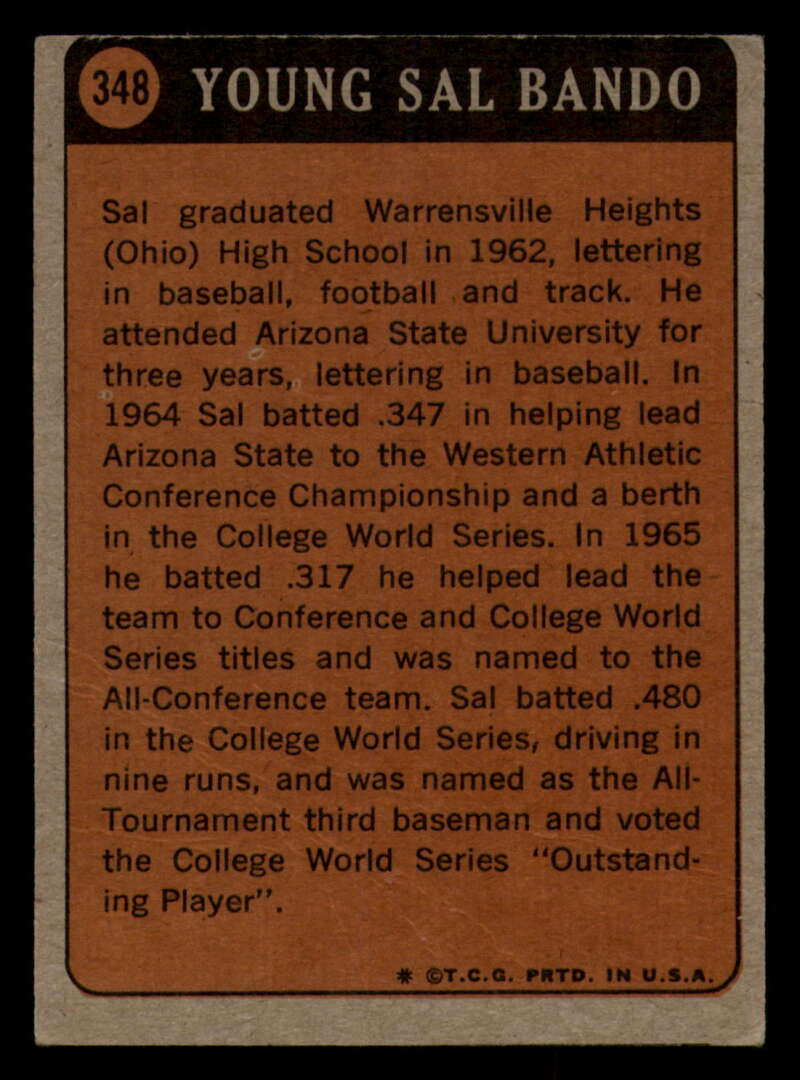 348 YOUNG SAL BANDO
Sal graduated Warrensville Heights
(Ohio) High School in 1962, lettering
in baseball, football and track. He
attended Arizona State University for
three years, lettering in baseball. In
1964 Sal batted .347 in helping lead
Arizona State to the Western Athletic
Conference Championship and a berth
in the College World Series. In 1965
he batted .317 he helped lead the
team to Conference and College World
Series titles and was named to the
All-Conference team. Sal batted .480
in the College World Series, driving in
nine runs, and was named as the All-
Tournament third baseman and voted
the College World Series "Outstand-
ing Player".
* ©T.C.G. PRTD. IN U.S.A.